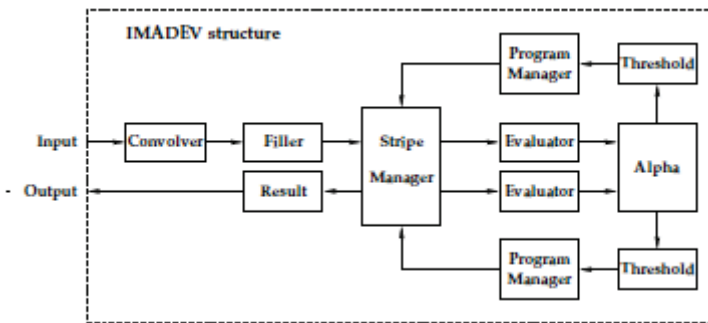 IMADEV structure
Program
Manager
Threshold
Input
Convolver
Filler
Stripe
Manager
Evaluator
Alpha
- Output
Result
Evaluator
Program
Manager
Threshold